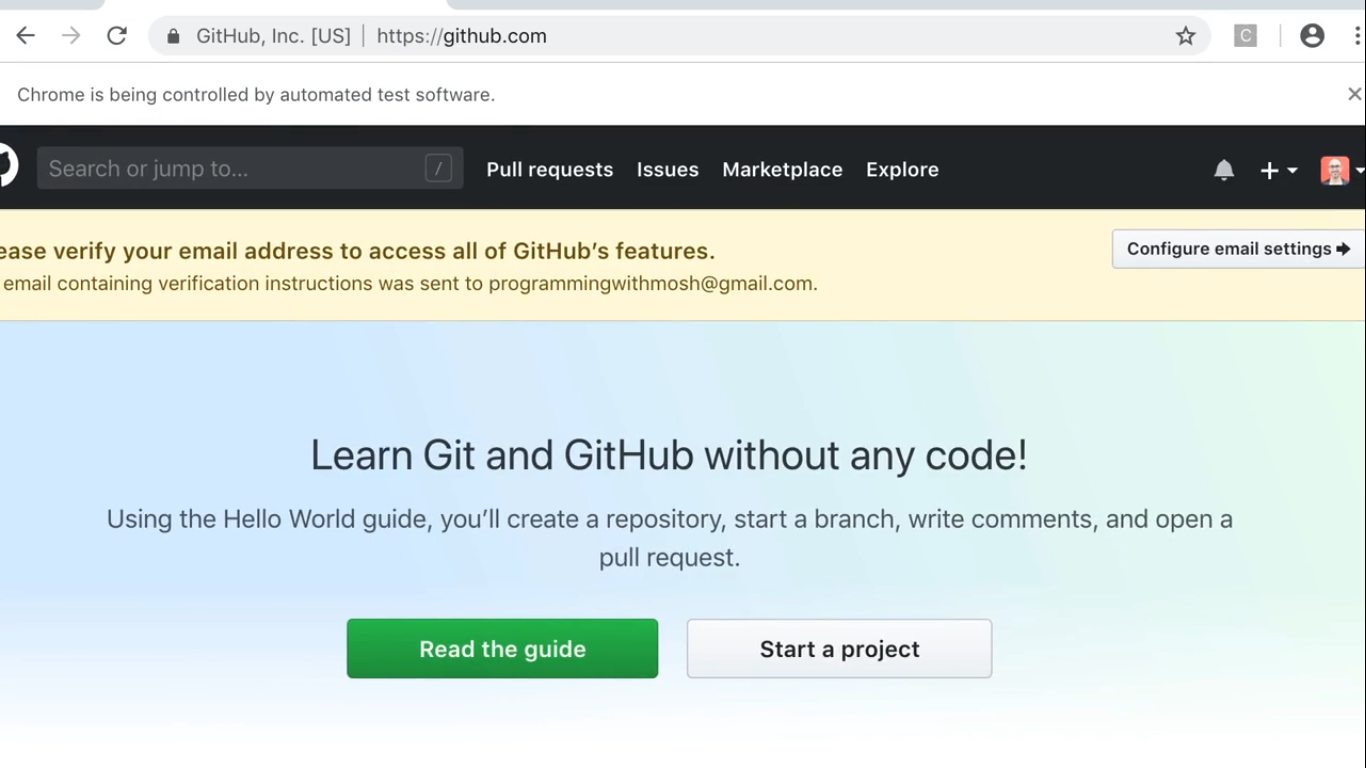 GitHub, Inc. [US] | https://github.com
C
Chrome is being controlled by automated test software.
Search or jump to... /
Pull requests Issues Marketplace Explore
ease verify your email address to access all of GitHub’s features.
Configure email settings
email containing verification instructions was sent to programmingwithmosh@gmail.com.
Learn Git and GitHub without any code!
Using the Hello World guide, you’ll create a repository, start a branch, write comments, and open a
pull request.
Read the guide
Start a project